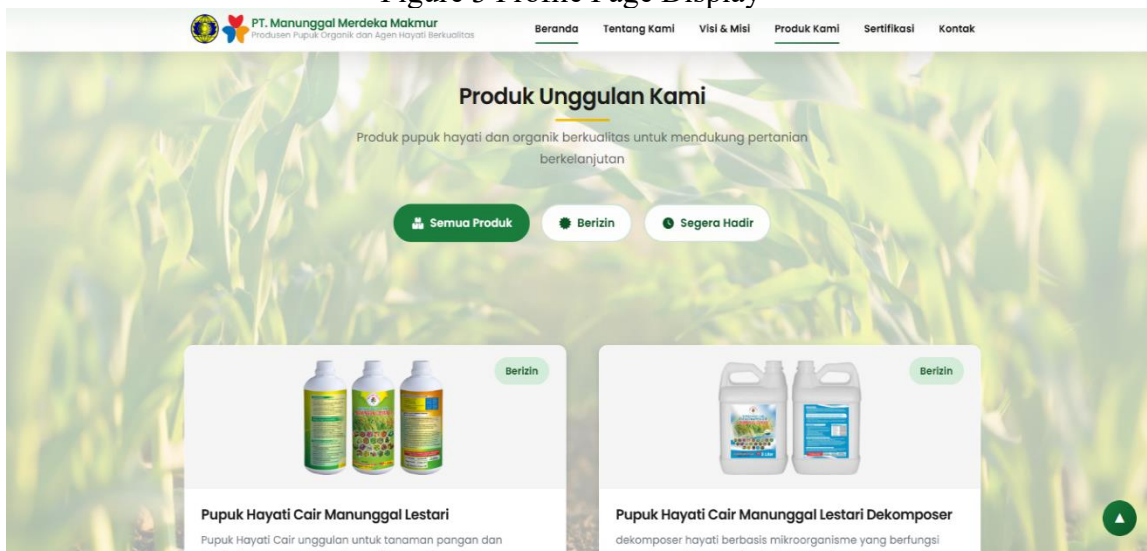 Figure 3 Profile Page Display
PT. Manunggal Merdeka Makmur
Produsen Pupuk Organik dan Agen Hayati Berkualitas
Beranda Tentang Kami Visi & Misi Produk Kami Sertifikasi Kontak
Produk Unggulan Kami
Produk pupuk hayati dan organik berkualitas untuk mendukung pertanian
berkelanjutan
Semua Produk Berizin Segera Hadir
Berizin Berizin
Pupuk Hayati Cair Manunggal Lestari
Pupuk Hayati Cair unggulan untuk tanaman pangan dan
Pupuk Hayati Cair Manunggal Lestari Dekomposer
dekomposer hayati berbasis mikroorganisme yang berfungsi